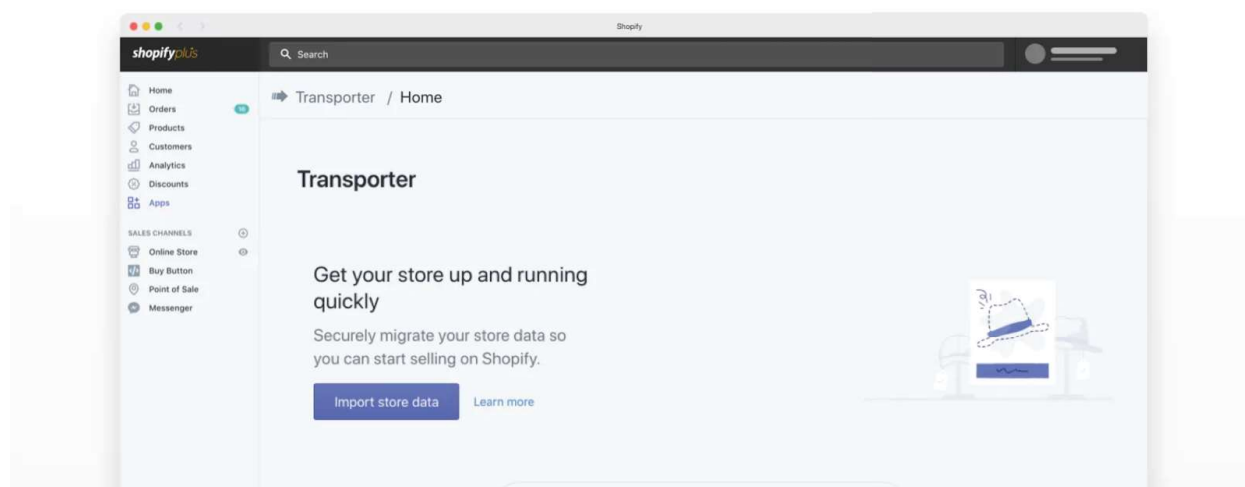 Shopify
shopifyplus
Search
Home
Orders
Products
Customers
Analytics
Discounts
Apps
SALES CHANNELS
Online Store
Buy Button
Point of Sale
Messenger
Transporter / Home
Transporter
Get your store up and running
quickly
Securely migrate your store data so
you can start selling on Shopify.
Import store data
Learn more